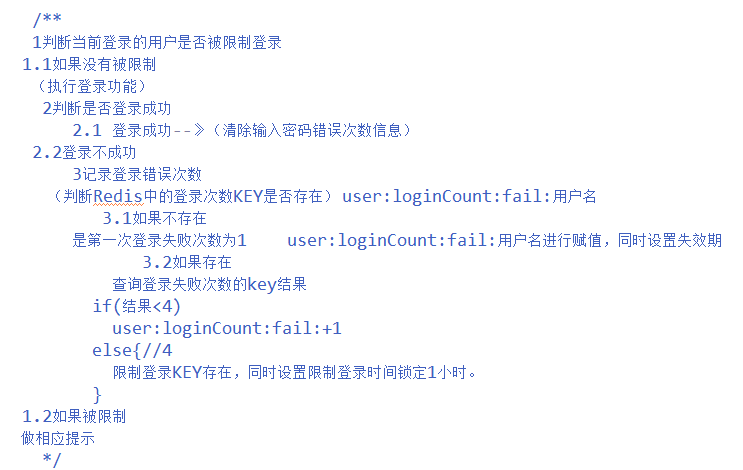 /**
1判断当前登录的用户是否被限制登录
1.1如果没有被限制
（执行登录功能）
2判断是否登录成功
2.1 登录成功--》（清除输入密码错误次数信息）
2.2登录不成功
3记录登录错误次数
（判断Redis中的登录次数KEY是否存在）user:loginCount:fail:用户名
3.1如果不存在
是第一次登录失败次数为1 user:loginCount:fail:用户名进行赋值，同时设置失效期
3.2如果存在
查询登录失败次数的key结果
if(结果<4)
user:loginCount:fail:+1
else{//4
限制登录KEY存在，同时设置限制登录时间锁定1小时。
}
1.2如果被限制
做相应提示
*/